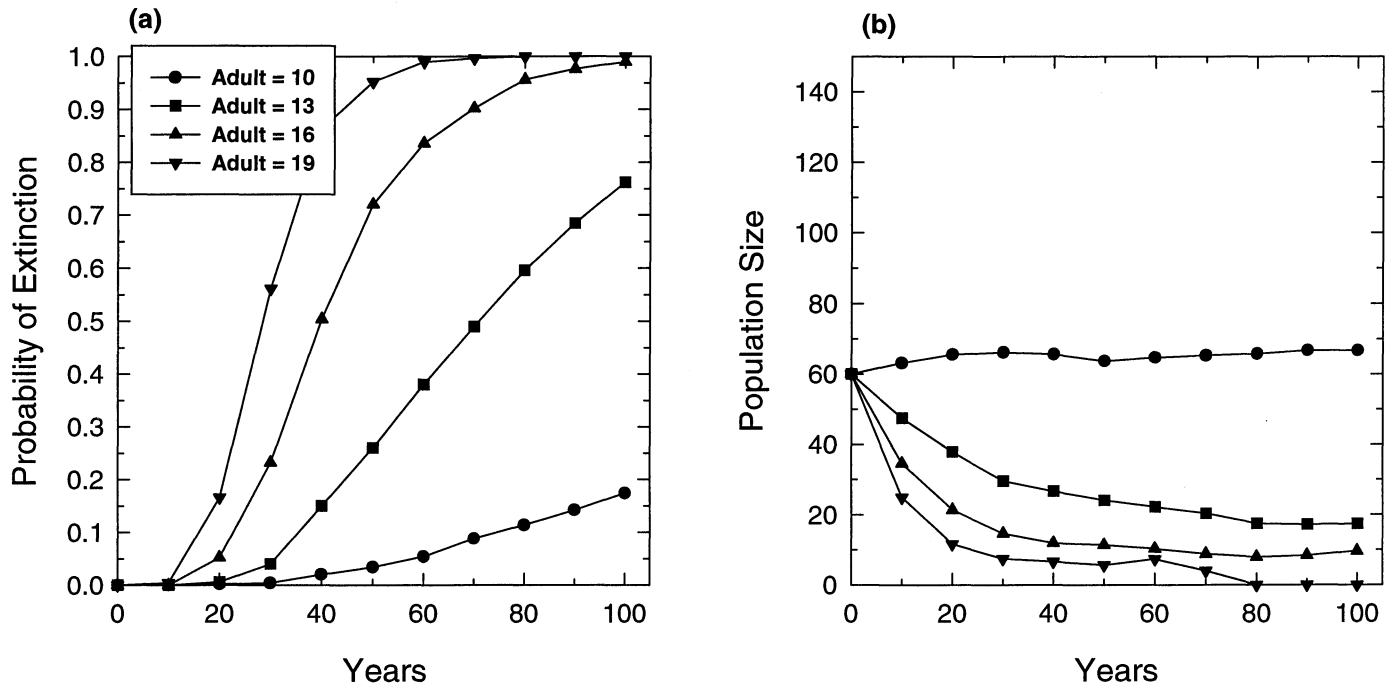 (a)
Probability of Extinction
1.0
0.9
0.8
0.7
0.6
0.5
0.4
0.3
0.2
0.1
0.0
Adult = 10
Adult = 13
Adult = 16
Adult = 19
0 20 40 60 80 100
Years
(b)
Population Size
140
120
100
80
60
40
20
0
0 20 40 60 80 100
Years